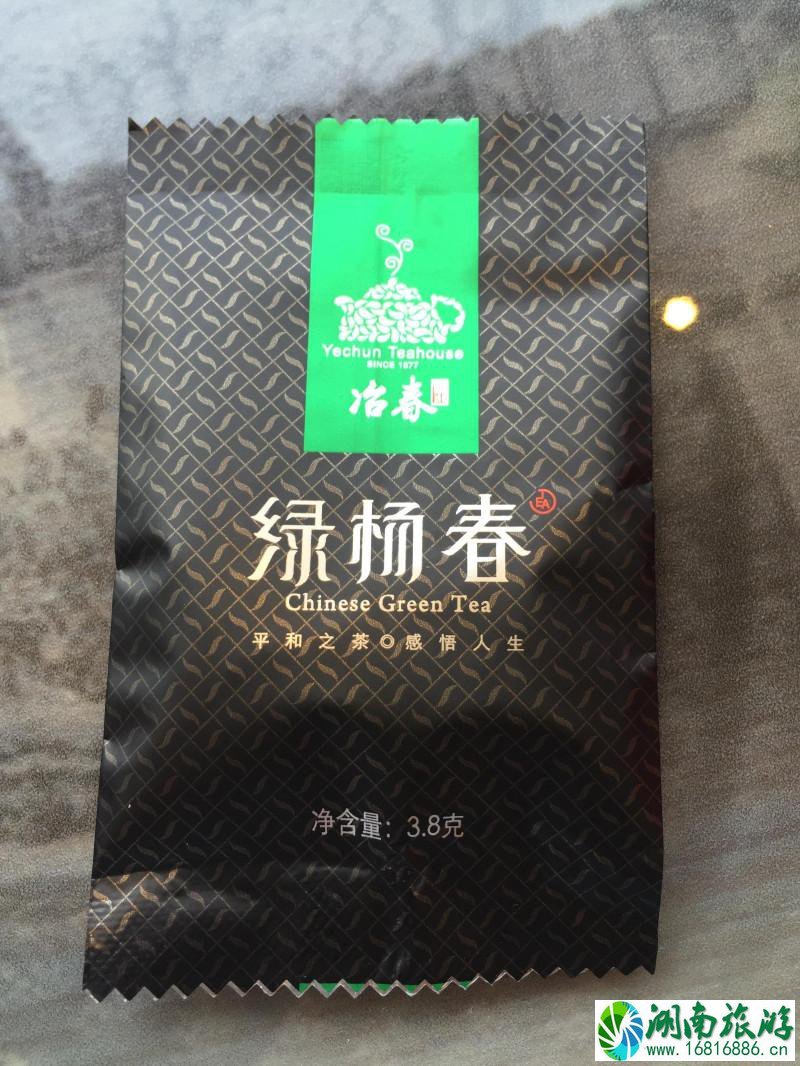 Yechun Teahouse
SINCE 1877
冶春
绿杨春
TEA
Chinese Green Tea
平和之茶◎感悟人生
净含量：3.8克
湖南旅游
www.16816886.cn